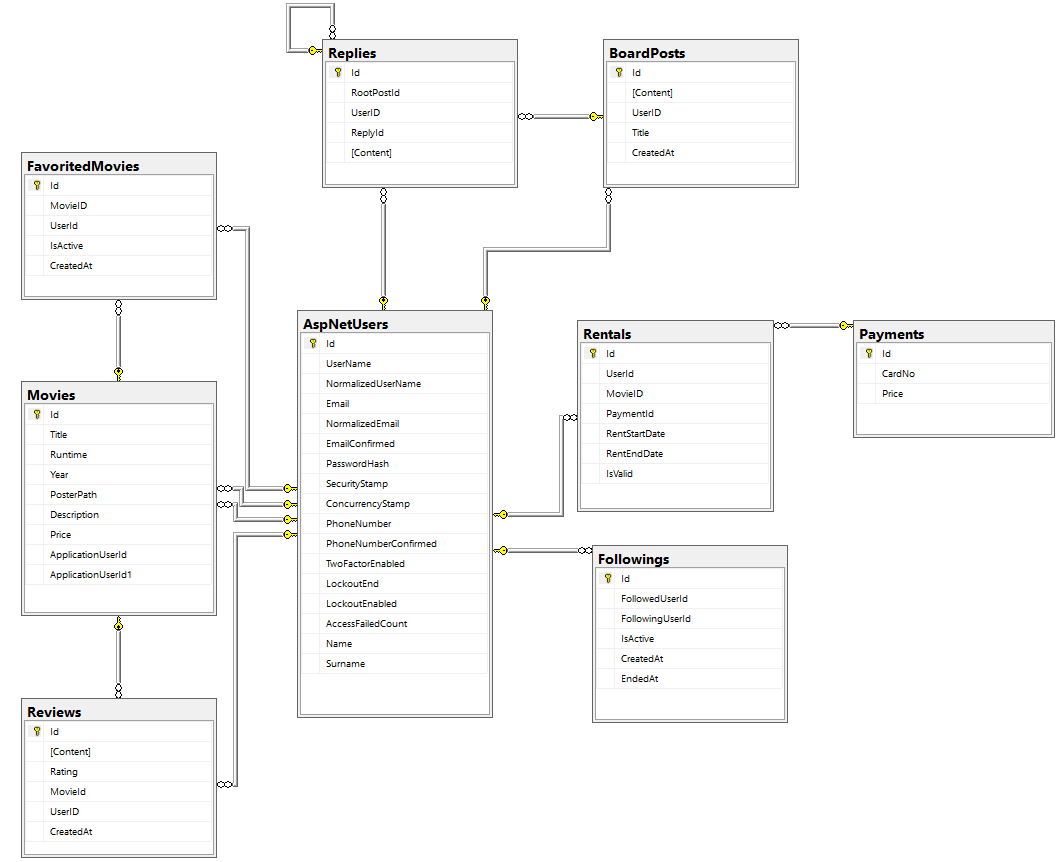 Replies
Id
RootPostId
UserID
ReplyId
[Content]
BoardPosts
Id
[Content]
UserID
Title
CreatedAt
FavoritedMovies
Id
MovieID
UserId
IsActive
CreatedAt
AspNetUsers
Id
UserName
NormalizedUserName
Email
NormalizedEmail
EmailConfirmed
PasswordHash
SecurityStamp
ConcurrencyStamp
PhoneNumber
PhoneNumberConfirmed
TwoFactorEnabled
LockoutEnd
LockoutEnabled
AccessFailedCount
Name
Surname
Rentals
Id
UserId
MovieID
PaymentId
RentStartDate
RentEndDate
IsValid
Payments
Id
CardNo
Price
Movies
Id
Title
Runtime
Year
PosterPath
Description
Price
ApplicationUserId
ApplicationUserId1
Followings
Id
FollowedUserId
FollowingUserId
IsActive
CreatedAt
EndedAt
Reviews
Id
[Content]
Rating
MovieId
UserID
CreatedAt